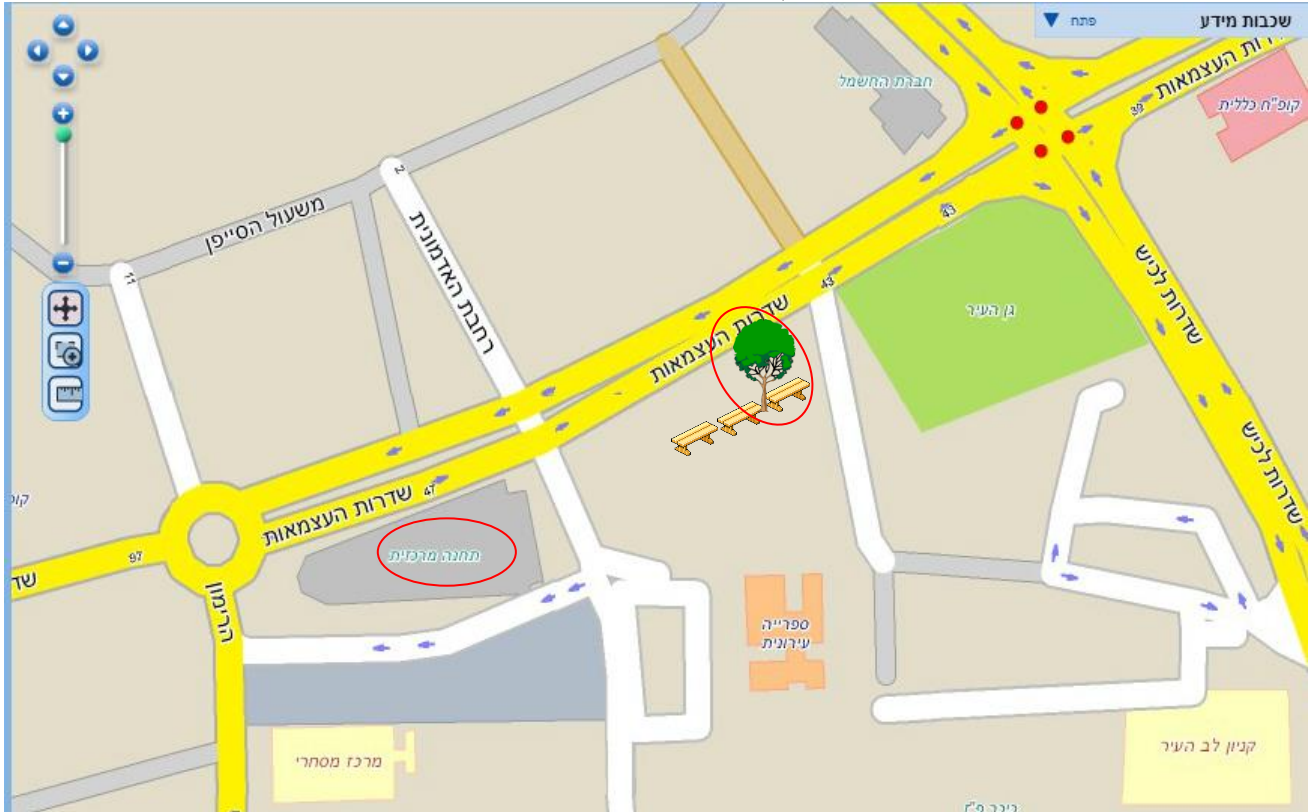 שכבות מידע
פתח
שדרות העצמאות
39
קופ"ח כללית
חברת החשמל
2
משעול הסייפן
רחבת האדמונית
43
11
שדרות לכיש
גן העיר
43
שדרות העצמאות
שדרות לכיש
47
שדרות העצמאות
תחנה מרכזית
97
שד
הרימון
ספרייה
עירונית
קניון לב העיר
מרכז מסחרי